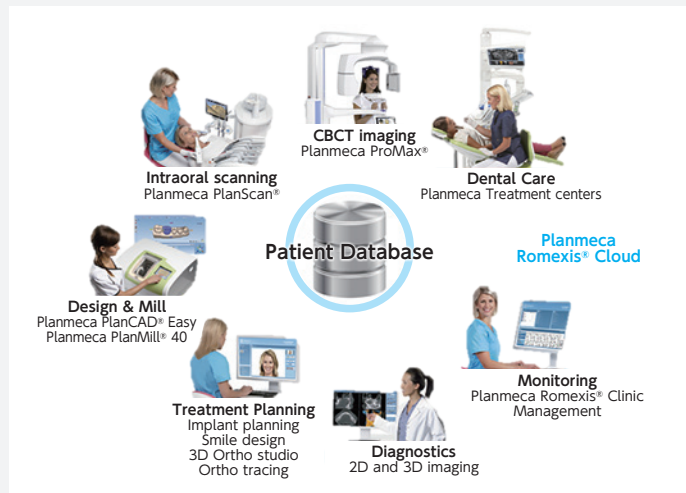 CBCT imaging
Planmeca ProMax®
Intraoral scanning
Planmeca PlanScan®
Dental Care
Planmeca Treatment centers
Patient Database
Planmeca
Romexis® Cloud
Design & Mill
Planmeca PlanCAD® Easy
Planmeca PlanMill® 40
Monitoring
Planmeca Romexis® Clinic
Management
Treatment Planning
Implant planning
Smile design
3D Ortho studio
Ortho tracing
Diagnostics
2D and 3D imaging